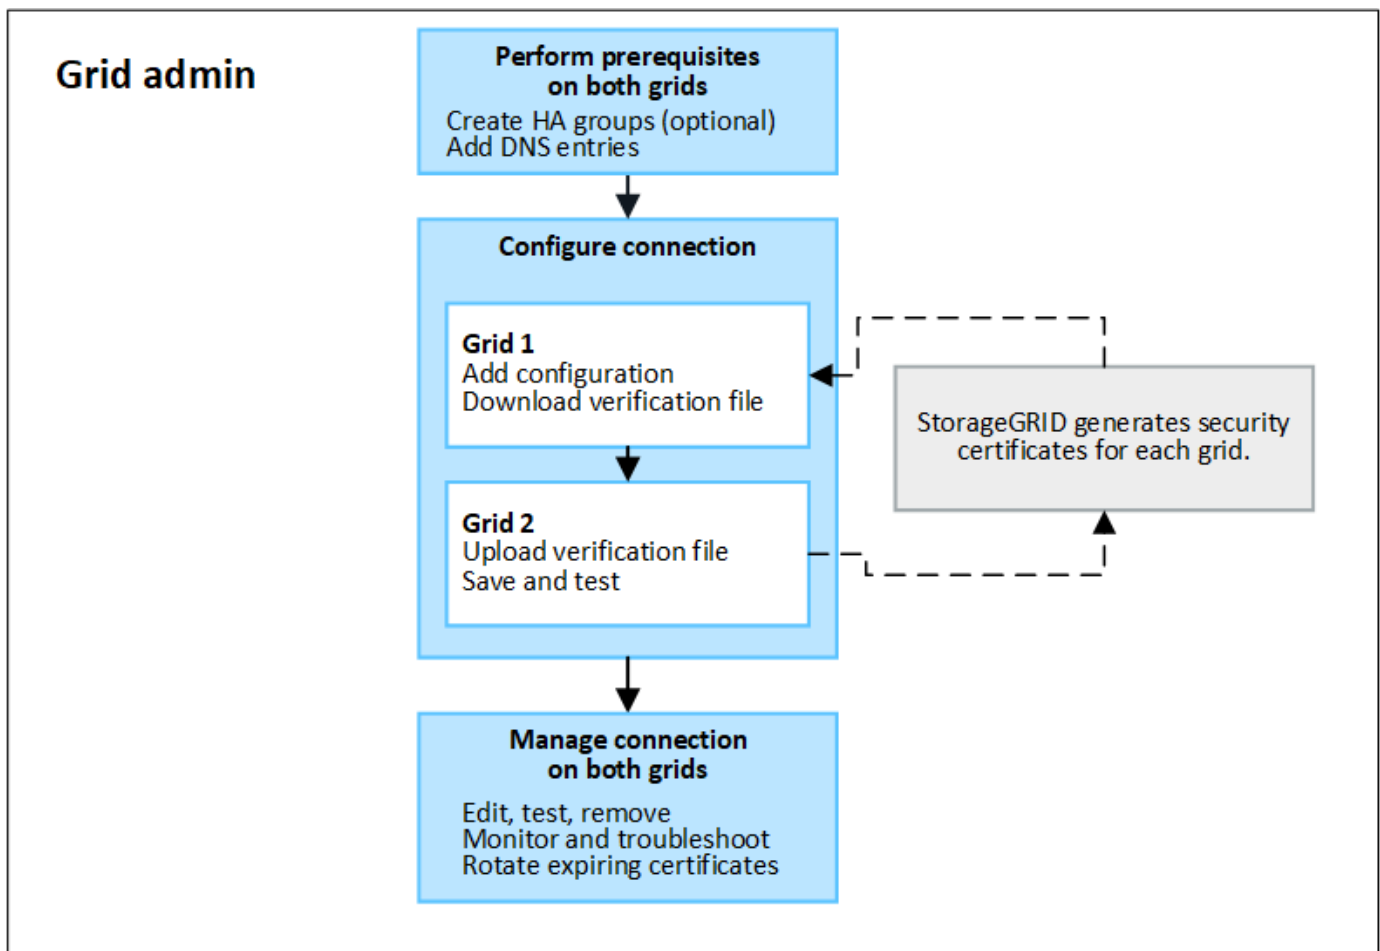 Grid admin
Perform prerequisites
on both grids
Create HA groups (optional)
Add DNS entries
Configure connection
Grid 1
Add configuration
Download verification file
StorageGRID generates security
certificates for each grid.
Grid 2
Upload verification file
Save and test
Manage connection
on both grids
Edit, test, remove
Monitor and troubleshoot
Rotate expiring certificates